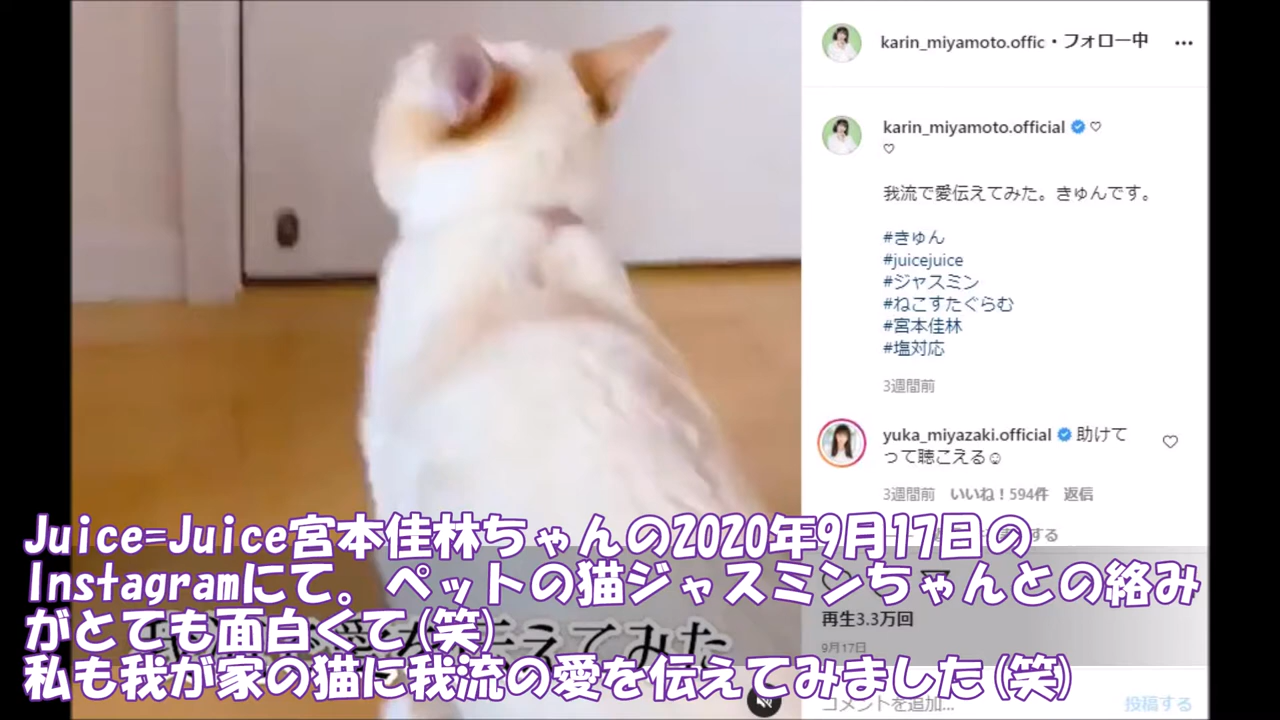 karin_miyamoto.offic・フォロー中 …
karin_miyamoto.official ♡
♡
我流で愛伝えてみた。きゅんです。
#きゅん
#juicejuice
#ジャスミン
#ねこすたぐらむ
#宮本佳林
#塩対応
3週間前
yuka_miyazaki.official 助けて
って聴こえる☺
3週間前 いいね！594件 返信
する
Juice=Juice宮本佳林ちゃんの2020年9月17日の
Instagramにて。ペットの猫ジャスミンちゃんとの絡み
がとても面白くて(笑)
私も我が家の猫に我流の愛を伝えてみました(笑)
伝えてみた
再生3.3万回
9月17日
コメントを追加...
投稿する